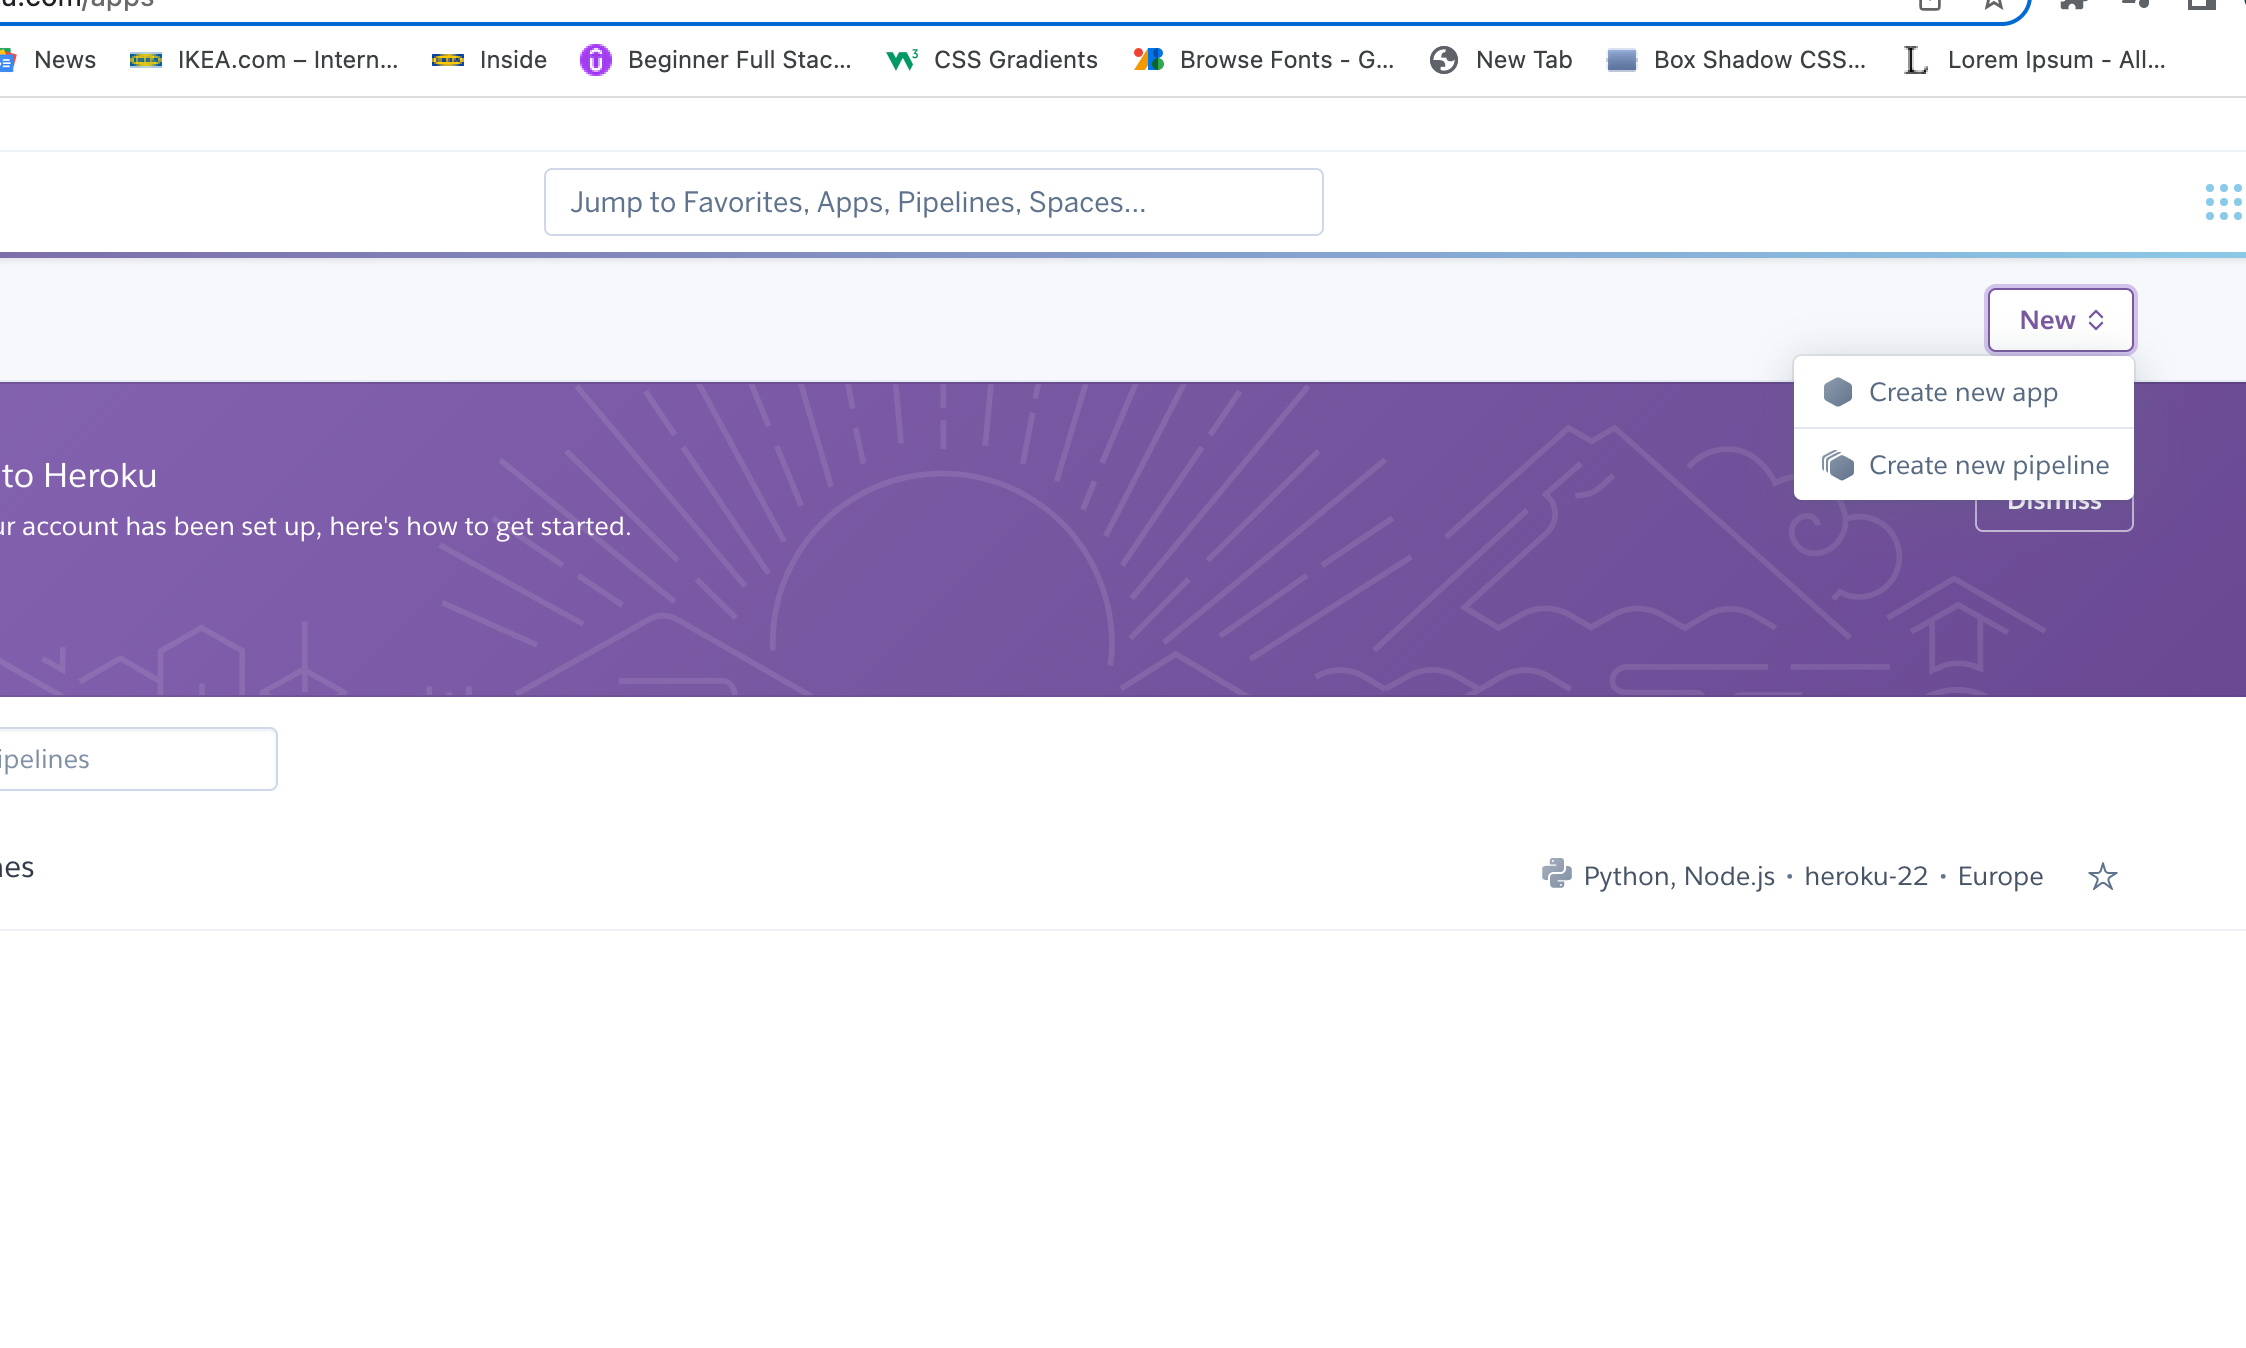 u.com/apps
News IKEA.com – Intern... Inside Beginner Full Stac... CSS Gradients Browse Fonts - G... New Tab Box Shadow CSS... Lorem Ipsum - All...
Jump to Favorites, Apps, Pipelines, Spaces...
New
Create new app
Create new pipeline
Dismiss
to Heroku
ur account has been set up, here's how to get started.
ipelines
nes
Python, Node.js • heroku-22 • Europe